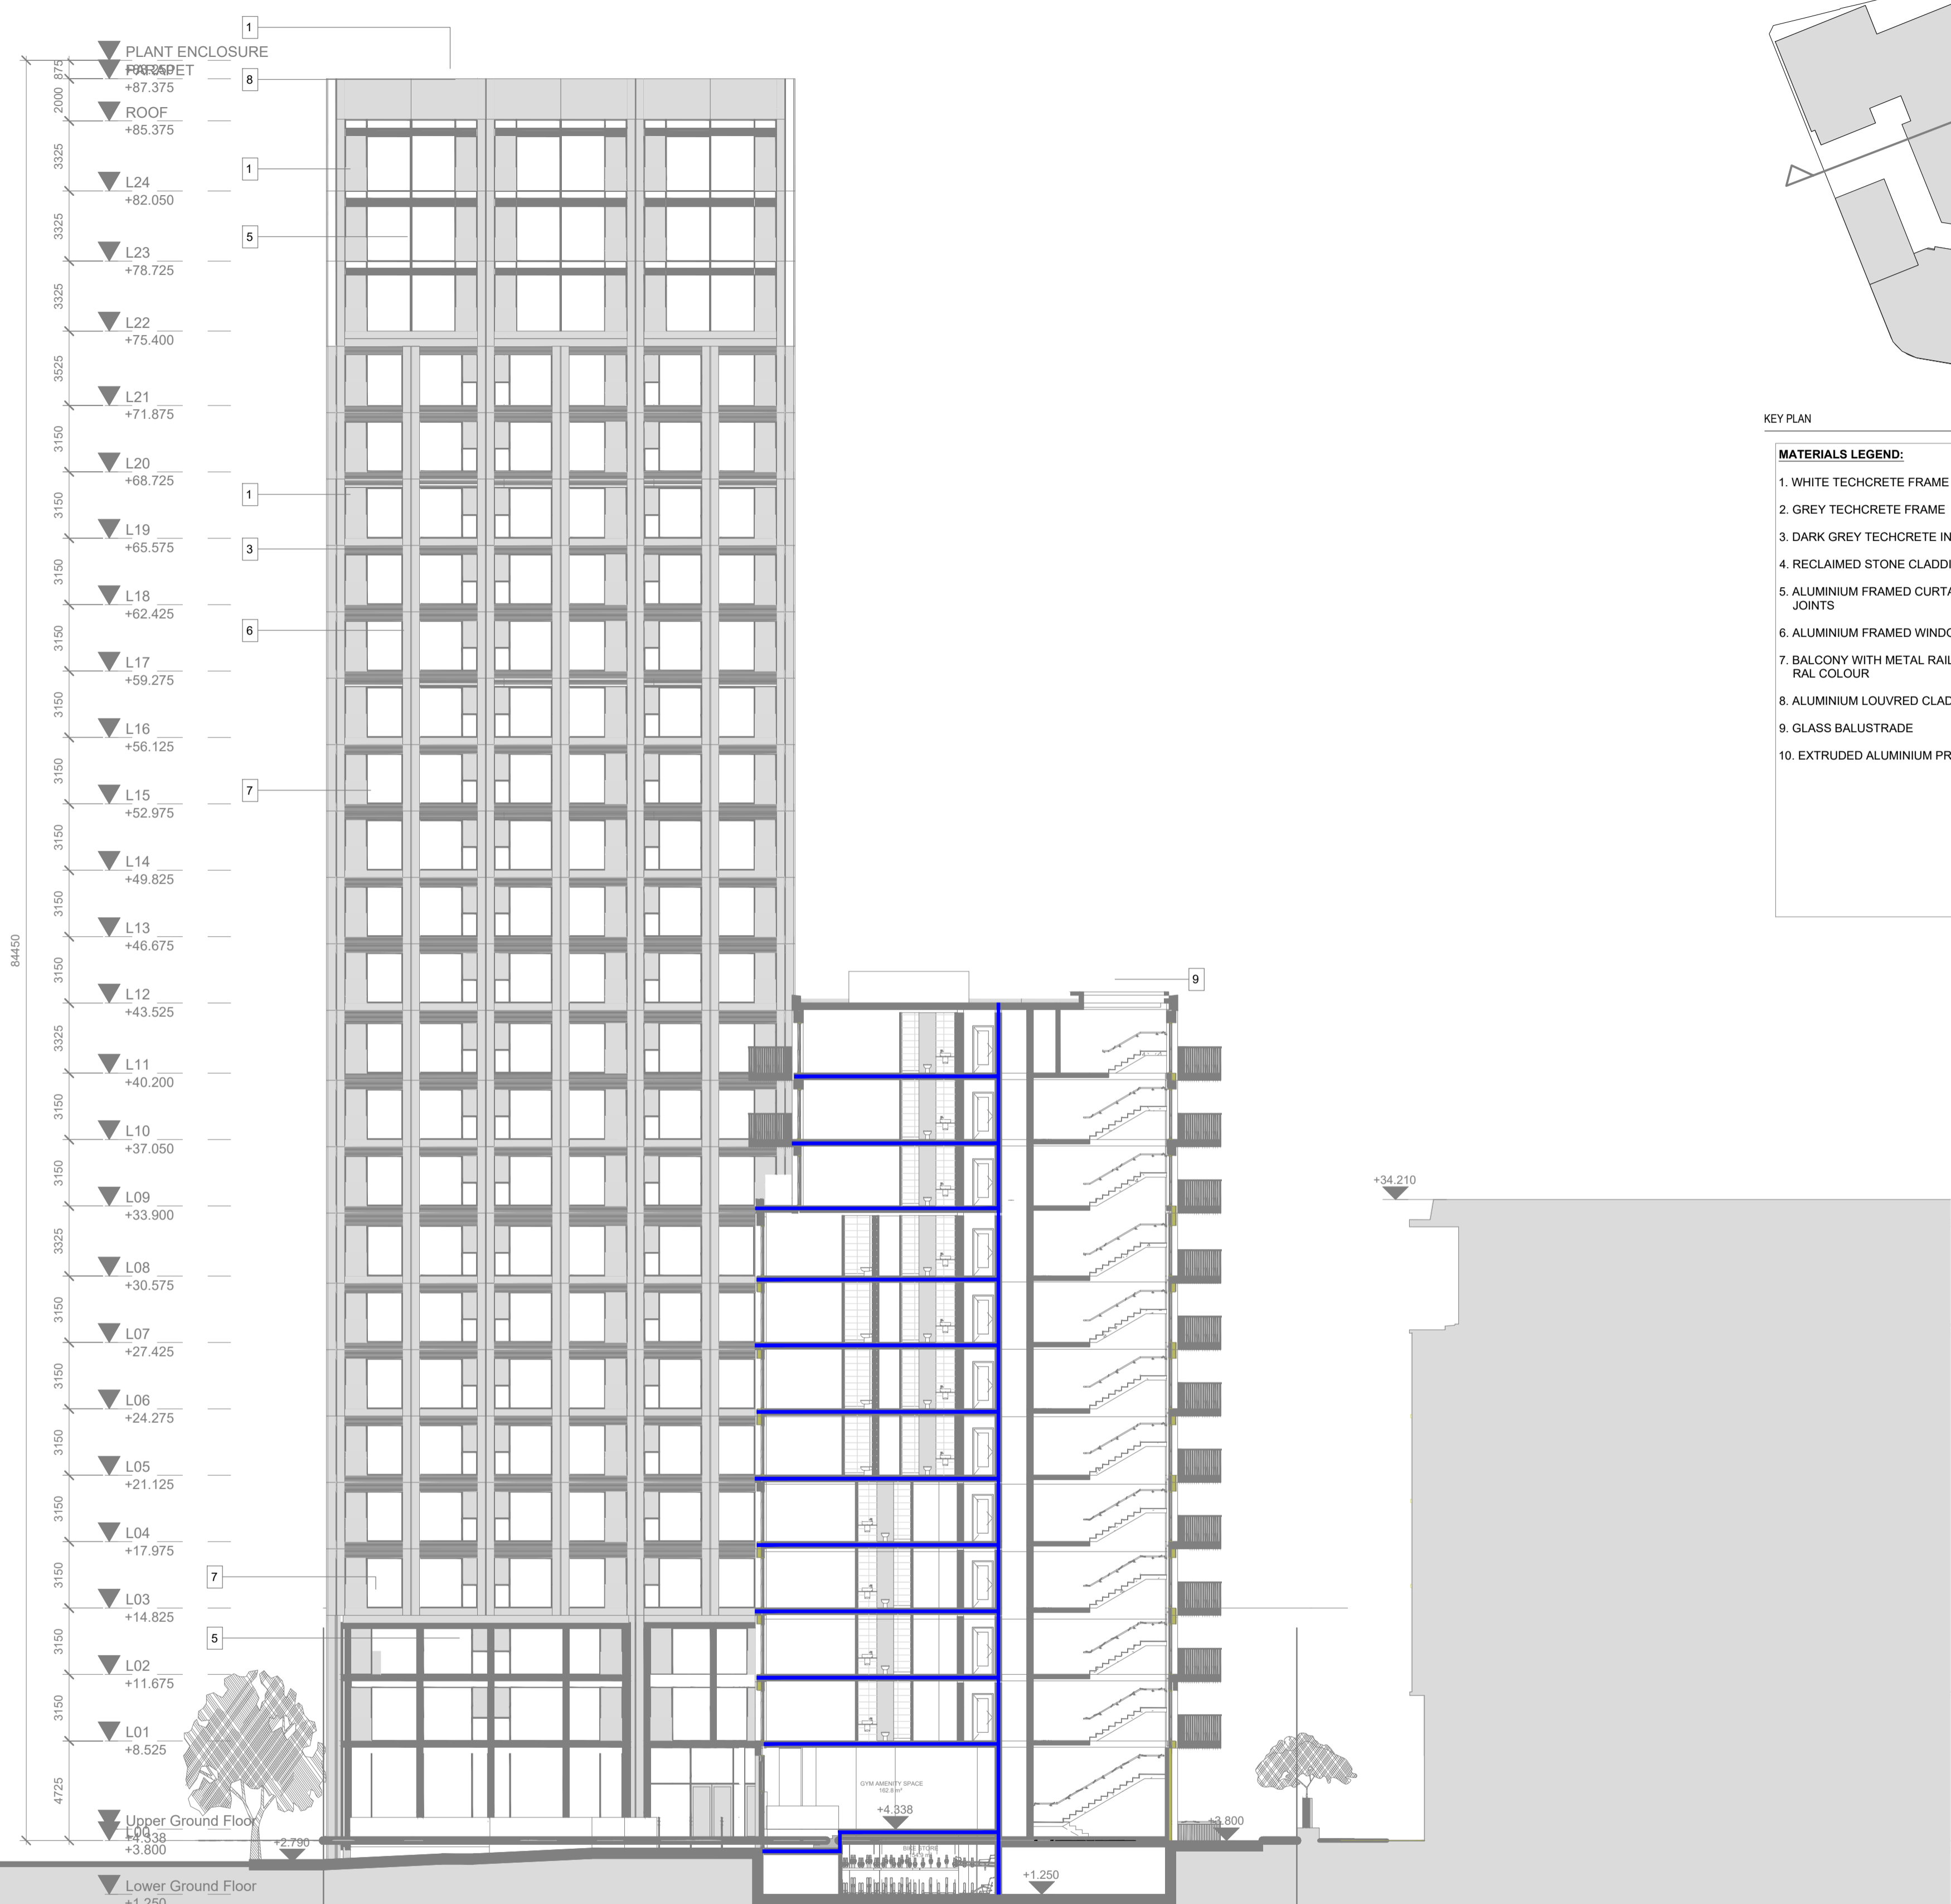 1
PLANT ENCLOSURE
PARAPET
+87.375
875
8
2000
ROOF
+85.375
3325
1
L24
+82.050
3325
5
L23
+78.725
3325
L22
+75.400
3525
L21
+71.875
3150
L20
+68.725
3150
1
L19
+65.575
3
3150
L18
+62.425
3150
6
L17
+59.275
3150
L16
+56.125
3150
7
L15
+52.975
3150
L14
+49.825
3150
L13
+46.675
84450
3150
L12
+43.525
9
3325
L11
+40.200
3150
L10
+37.050
3150
L09
+33.900
+34.210
3325
L08
+30.575
3150
L07
+27.425
3150
L06
+24.275
3150
L05
+21.125
3150
L04
+17.975
3150
7
L03
+14.825
3150
5
L02
+11.675
3150
L01
+8.525
4725
GYM AMENITY SPACE
162.8 m²
+4.338
Upper Ground Floor
L00
+4.338
+3.800
+2.790
+3.800
BIKE STORE
+1.250
Lower Ground Floor
+1.250
KEY PLAN
MATERIALS LEGEND:
1. WHITE TECHCRETE FRAME
2. GREY TECHCRETE FRAME
3. DARK GREY TECHCRETE IN
4. RECLAIMED STONE CLADDI
5. ALUMINIUM FRAMED CURTA
JOINTS
6. ALUMINIUM FRAMED WINDO
7. BALCONY WITH METAL RAIL
RAL COLOUR
8. ALUMINIUM LOUVRED CLAD
9. GLASS BALUSTRADE
10. EXTRUDED ALUMINIUM PR